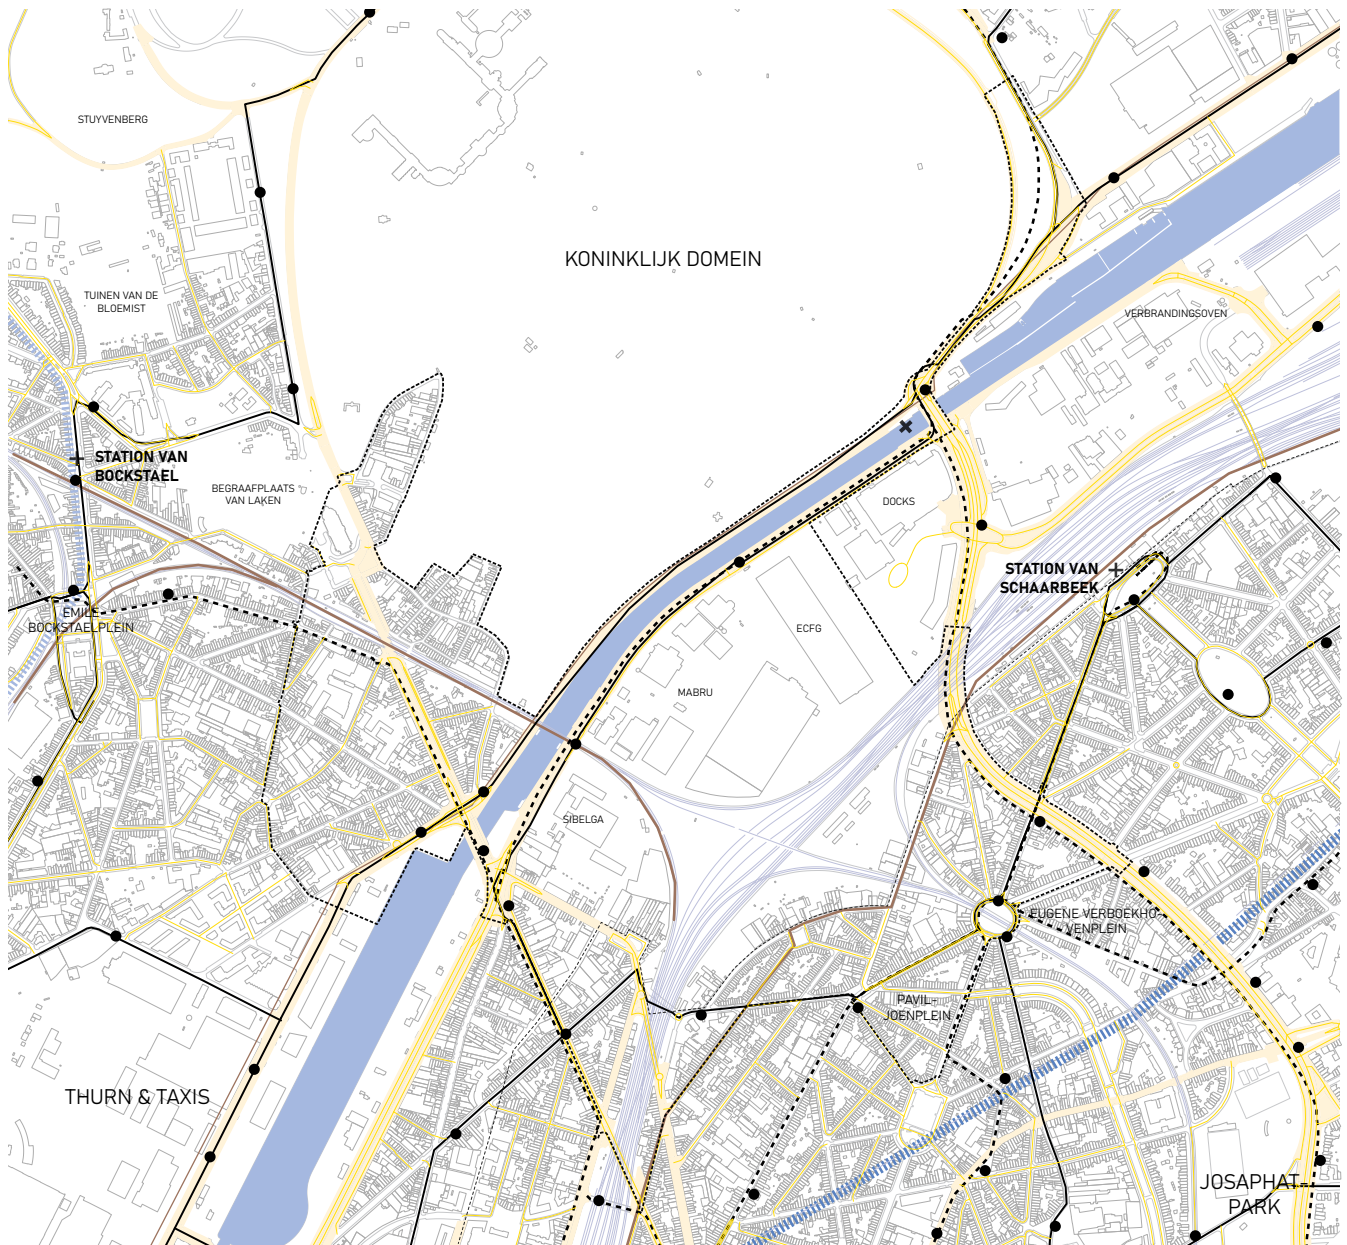 STUYVENBERG
KONINKLIJK DOMEIN
TUINEN VAN DE
BLOEMIST
VERBRANDINGSOVEN
STATION VAN
BOCKSTAEL
BEGRAAFPLAATS
VAN LAKEN
DOCKS
STATION VAN
SCHAARBEEK
EMILE
BOCKSTAELPLEIN
ECFG
MABRU
SIBELGA
EUGENE VERBOEKHO-
VENPLEIN
PAVIL-
JOENPLEIN
THURN & TAXIS
JOSAPHAT-
PARK